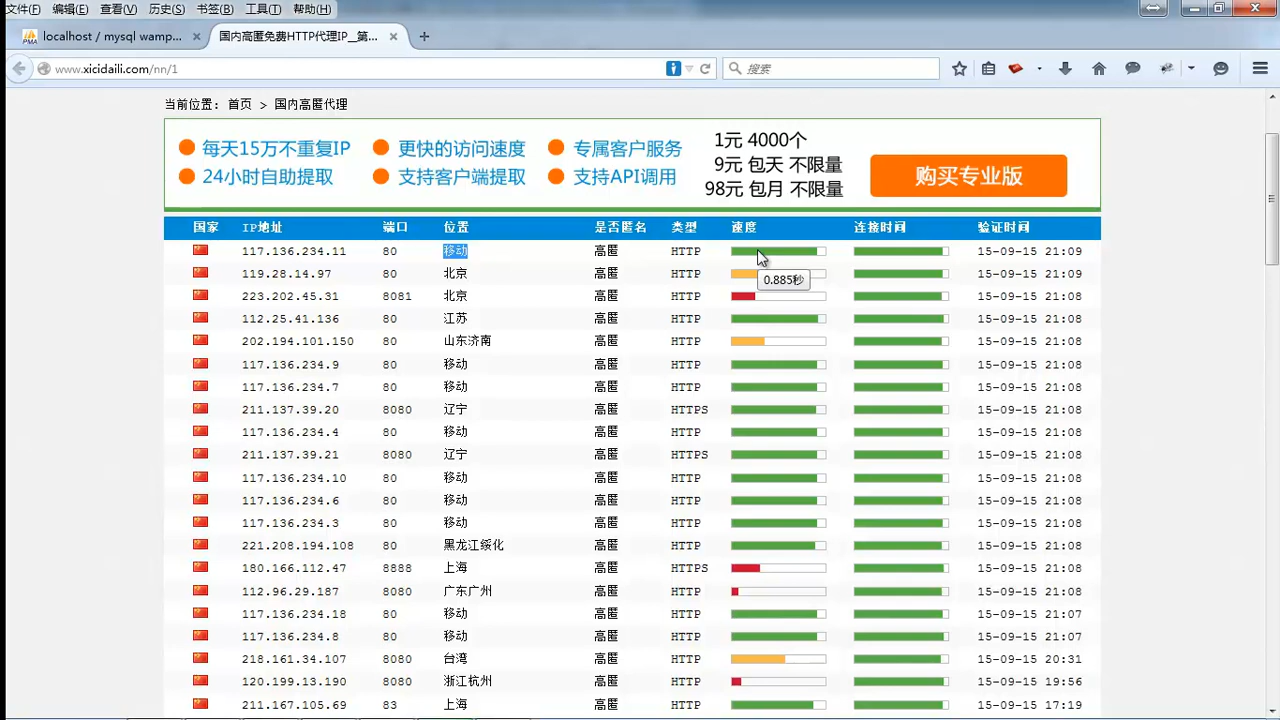 文件(F) 编辑(E) 查看(V) 历史(S) 书签(B) 工具(T) 帮助(H)
localhost / mysql wamp... 国内高匿免费HTTP代理IP__第...
www.xicidaili.com/nn/1 搜索
当前位置: 首页 > 国内高匿代理
每天15万不重复IP 更快的访问速度 专属客户服务 1元 4000个
9元 包天 不限量
24小时自助提取 支持客户端提取 支持API调用 98元 包月 不限量
购买专业版
国家 IP地址 端口 位置 是否匿名 类型 速度 连接时间 验证时间
117.136.234.11 80 移动 高匿 HTTP 15-09-15 21:09
119.28.14.97 80 北京 高匿 HTTP 0.885秒 15-09-15 21:09
223.202.45.31 8081 北京 高匿 HTTP 15-09-15 21:08
112.25.41.136 80 江苏 高匿 HTTP 15-09-15 21:08
202.194.101.150 80 山东济南 高匿 HTTP 15-09-15 21:08
117.136.234.9 80 移动 高匿 HTTP 15-09-15 21:08
117.136.234.7 80 移动 高匿 HTTP 15-09-15 21:08
211.137.39.20 8080 辽宁 高匿 HTTPS 15-09-15 21:08
117.136.234.4 80 移动 高匿 HTTP 15-09-15 21:08
211.137.39.21 8080 辽宁 高匿 HTTPS 15-09-15 21:08
117.136.234.10 80 移动 高匿 HTTP 15-09-15 21:08
117.136.234.6 80 移动 高匿 HTTP 15-09-15 21:08
117.136.234.3 80 移动 高匿 HTTP 15-09-15 21:08
221.208.194.108 80 黑龙江绥化 高匿 HTTP 15-09-15 21:08
180.166.112.47 8888 上海 高匿 HTTPS 15-09-15 21:08
112.96.29.187 8080 广东广州 高匿 HTTP 15-09-15 21:08
117.136.234.18 80 移动 高匿 HTTP 15-09-15 21:07
117.136.234.8 80 移动 高匿 HTTP 15-09-15 21:07
218.161.34.107 8080 台湾 高匿 HTTP 15-09-15 20:31
120.199.13.190 8080 浙江杭州 高匿 HTTP 15-09-15 19:56
211.167.105.69 83 上海 高匿 HTTP 15-09-15 17:19